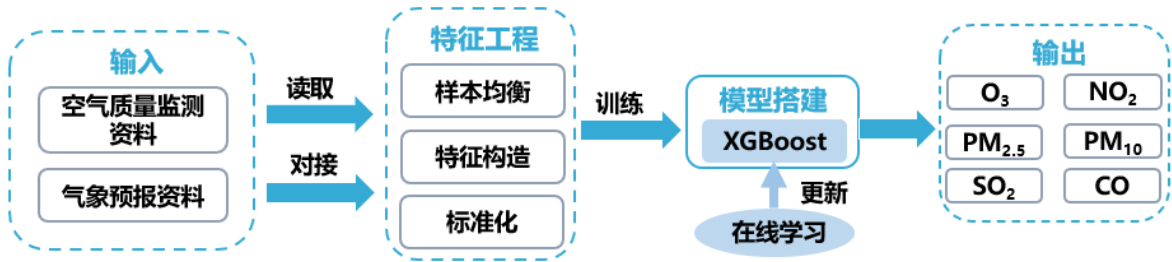 输入
空气质量监测
资料
气象预报资料
读取
对接
特征工程
样本均衡
特征构造
标准化
训练
模型搭建
XGBoost
更新
在线学习
输出
O₃
NO₂
PM₂.₅
PM₁₀
SO₂
CO